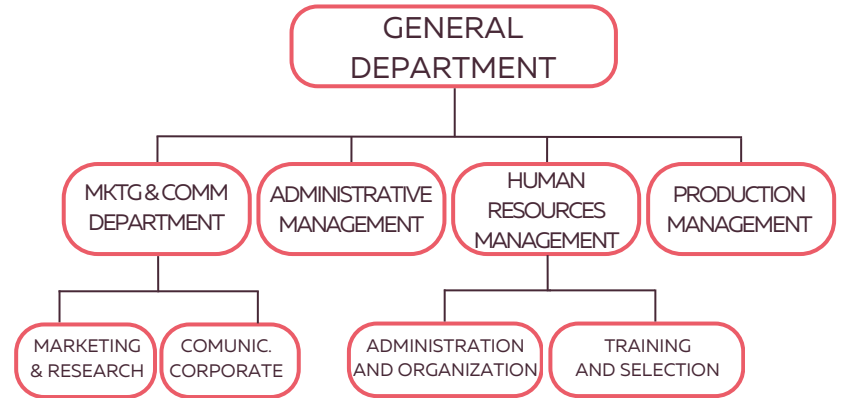 GENERAL
DEPARTMENT
MKTG & COMM
DEPARTMENT
ADMINISTRATIVE
MANAGEMENT
HUMAN
RESOURCES
MANAGEMENT
PRODUCTION
MANAGEMENT
MARKETING
& RESEARCH
COMUNIC.
CORPORATE
ADMINISTRATION
AND ORGANIZATION
TRAINING
AND SELECTION